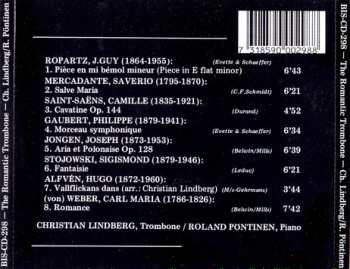 7 318590 002988
ROPARTZ, J.GUY (1864-1955): (Evette & Schaeffer)
1. Pièce en mi bémol mineur (Piece in E flat minor) 6'43
MERCADANTE, SAVERIO (1795-1870)
2. Salve Maria (C.F.Schmidt) 6'21
SAINT-SAËNS, CAMILLE (1835-1921)
3. Cavatine Op. 144 (Durand) 4'52
GAUBERT, PHILIPPE (1879-1941)
4. Morceau symphonique (Evette & Schaeffer) 6'34
JONGEN, JOSEPH (1873-1953):
5. Aria et Polonaise Op. 128 (Belwin/Mills) 6'39
STOJOWSKI, SIGISMOND (1879-1946)
6. Fantaisie (Leduc) 6'21
ALFVÉN, HUGO (1872-1960)
7. Vallflickans dans (arr.: Christian Lindberg) (M/s-Gehrmans) 3'44
(von) WEBER, CARL MARIA (1786-1826):
8. Romance (Belwin/Mills) 7'42
CHRISTIAN LINDBERG, Trombone / ROLAND PÖNTINEN, Piano
BIS-CD-298 — The Romantic Trombone — Ch. Lindberg/R. Pöntinen
BIS-CD-298 — The Romantic Trombone — Ch. Lindberg/R. Pöntinen